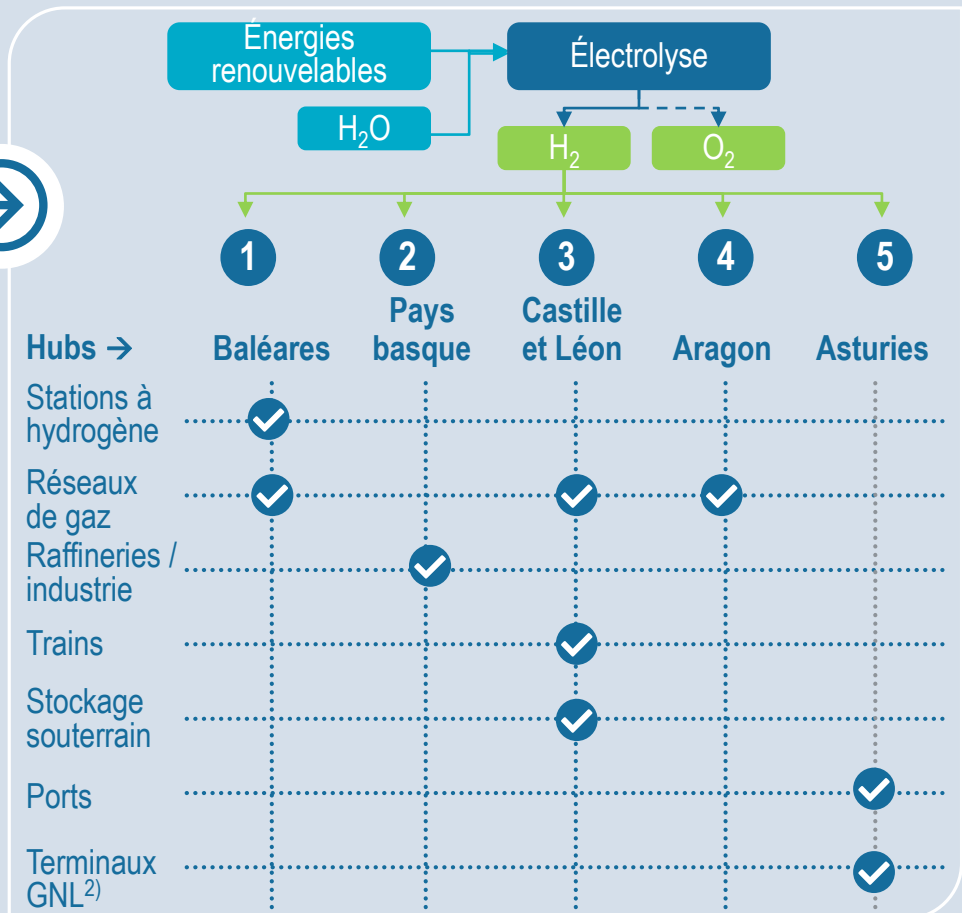 Énergies
renouvelables
Électrolyse
H₂O
H₂
O₂
1
2
3
4
5
Hubs →
Baléares
Pays
basque
Castille
et Léon
Aragon
Asturies
Stations à
hydrogène
Réseaux
de gaz
Raffineries /
industrie
Trains
Stockage
souterrain
Ports
Terminaux
GNL²⁾